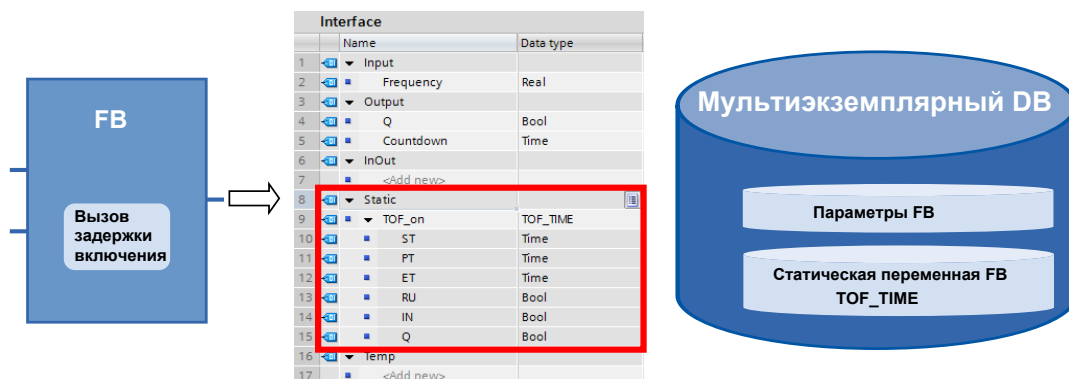 FB
Вызов
задержки
включения
Interface
Name Data type
1 Input
2 Frequency Real
3 Output
4 Q Bool
5 Countdown Time
6 InOut
7 <Add new>
8 Static
9 TOF_on TOF_TIME
10 ST Time
11 PT Time
12 ET Time
13 RU Bool
14 IN Bool
15 Q Bool
16 Temp
17 <Add new>
Мультиэкземплярный DB
Параметры FB
Статическая переменная FB
TOF_TIME